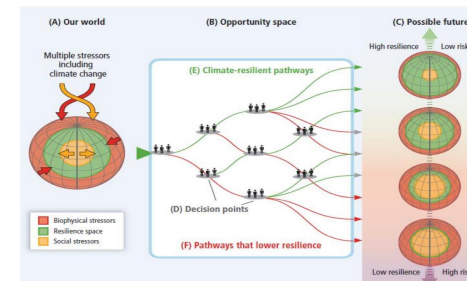 (A) Our world
(B) Opportunity space
(C) Possible future
Multiple stressors
including
climate change
(E) Climate-resilient pathways
High resilience
Low risk
(D) Decision points
(F) Pathways that lower resilience
Biophysical stressors
Resilience space
Social stressors
Low resilience
High ris